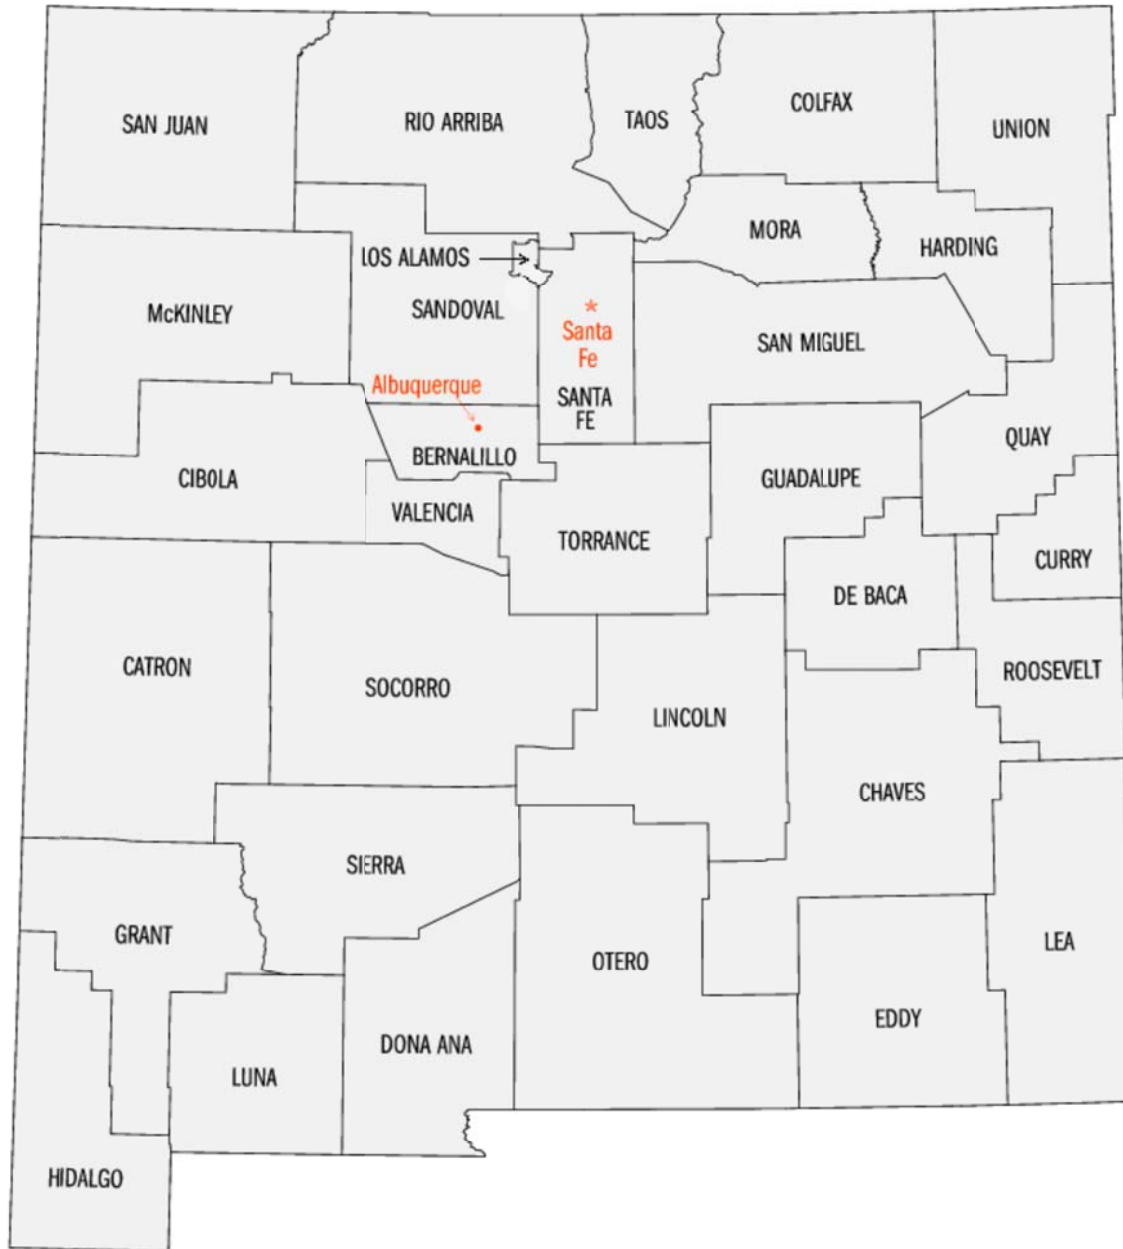 COLFAX
SAN JUAN
RIO ARRIBA
TAOS
UNION
MORA
HARDING
LOS ALAMOS
McKINLEY
SANDOVAL
*
Santa
Fe
SAN MIGUEL
Albuquerque
SANTA
FE
QUAY
BERNALILLO
CIBOLA
GUADALUPE
VALENCIA
TORRANCE
CURRY
DE BACA
CATRON
SOCORRO
ROOSEVELT
LINCOLN
CHAVES
SIERRA
GRANT
OTERO
LEA
EDDY
DONA ANA
LUNA
HIDALGO